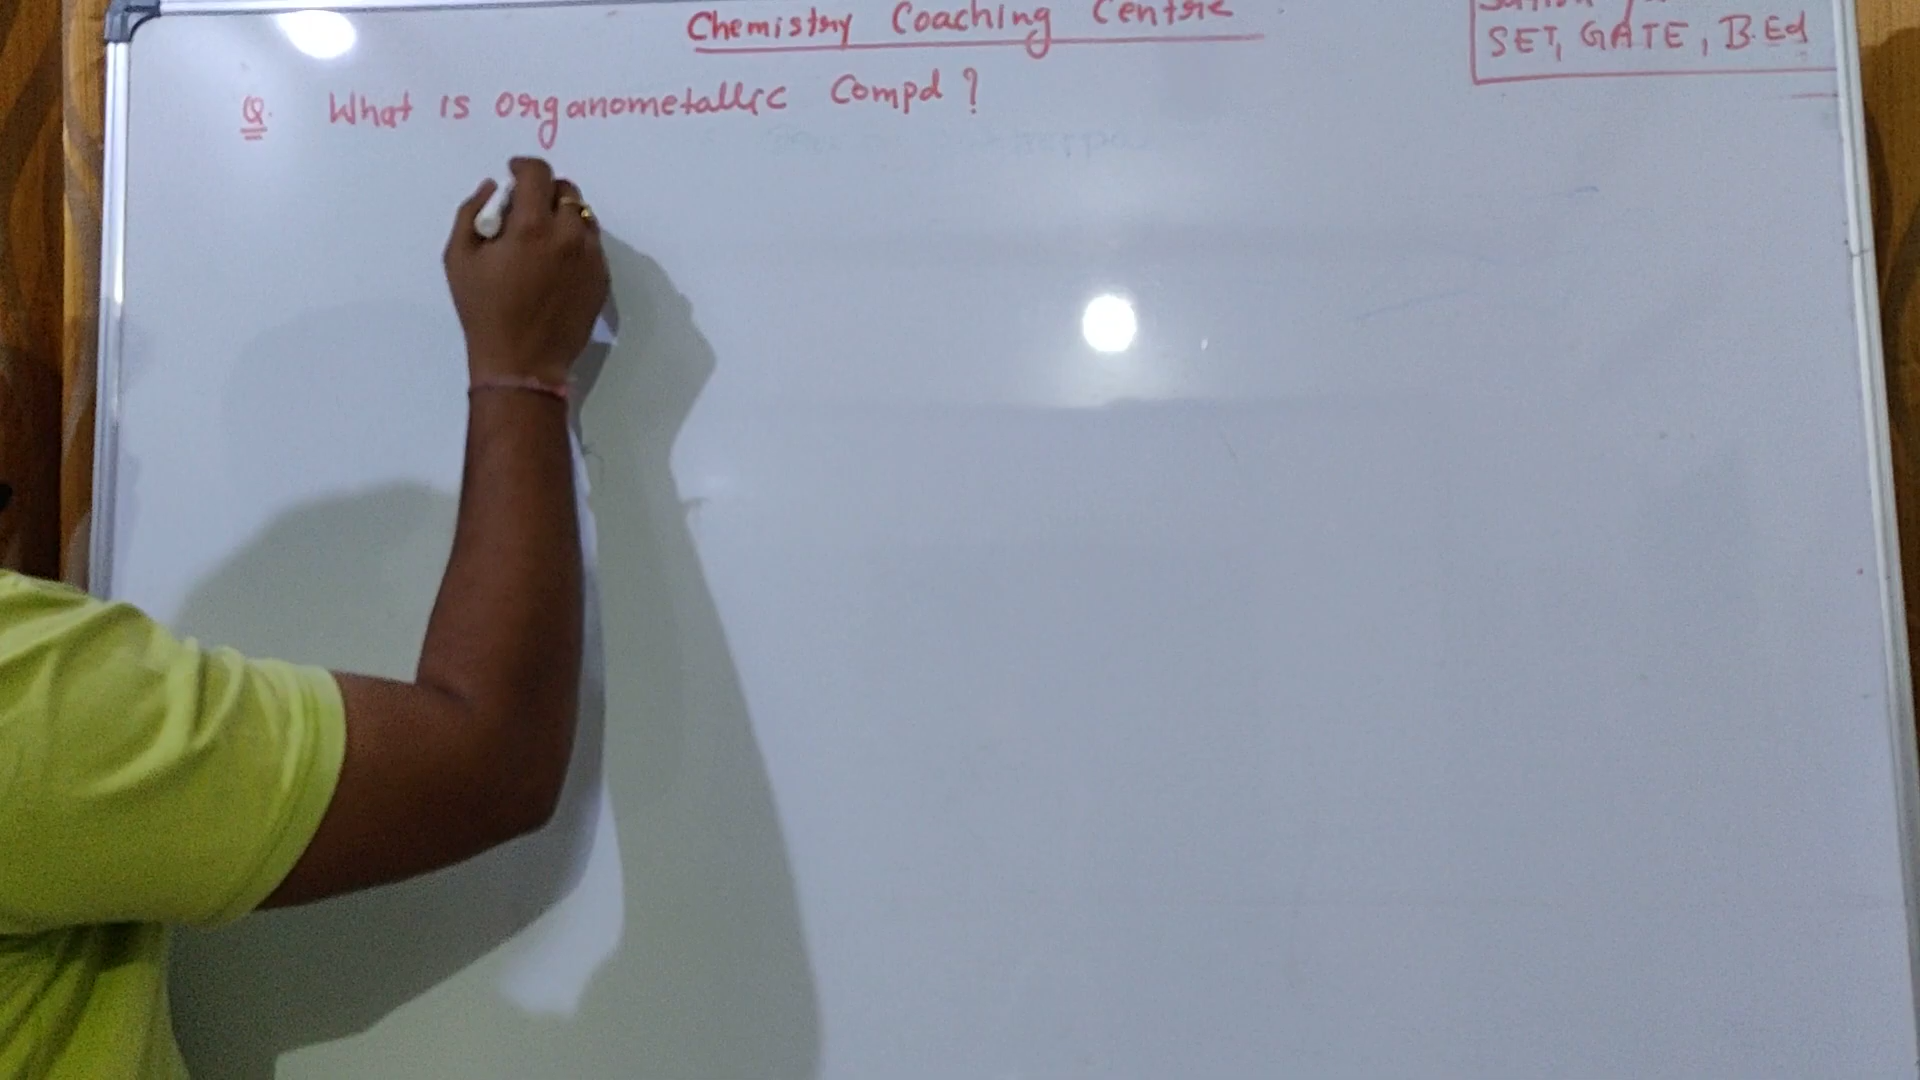 Chemistry Coaching Centre
SET, GATE, B.Ed
Q. What is organometallic Compd ?